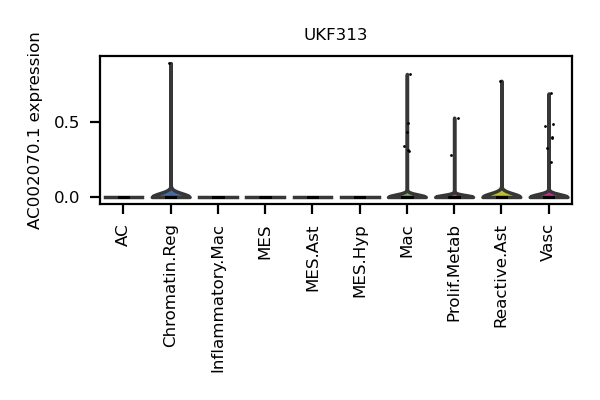 UKF313
AC002070.1 expression
0.5
0.0
AC
Chromatin.Reg
Inflammatory.Mac
MES
MES.Ast
MES.Hyp
Mac
Prolif.Metab
Reactive.Ast
Vasc